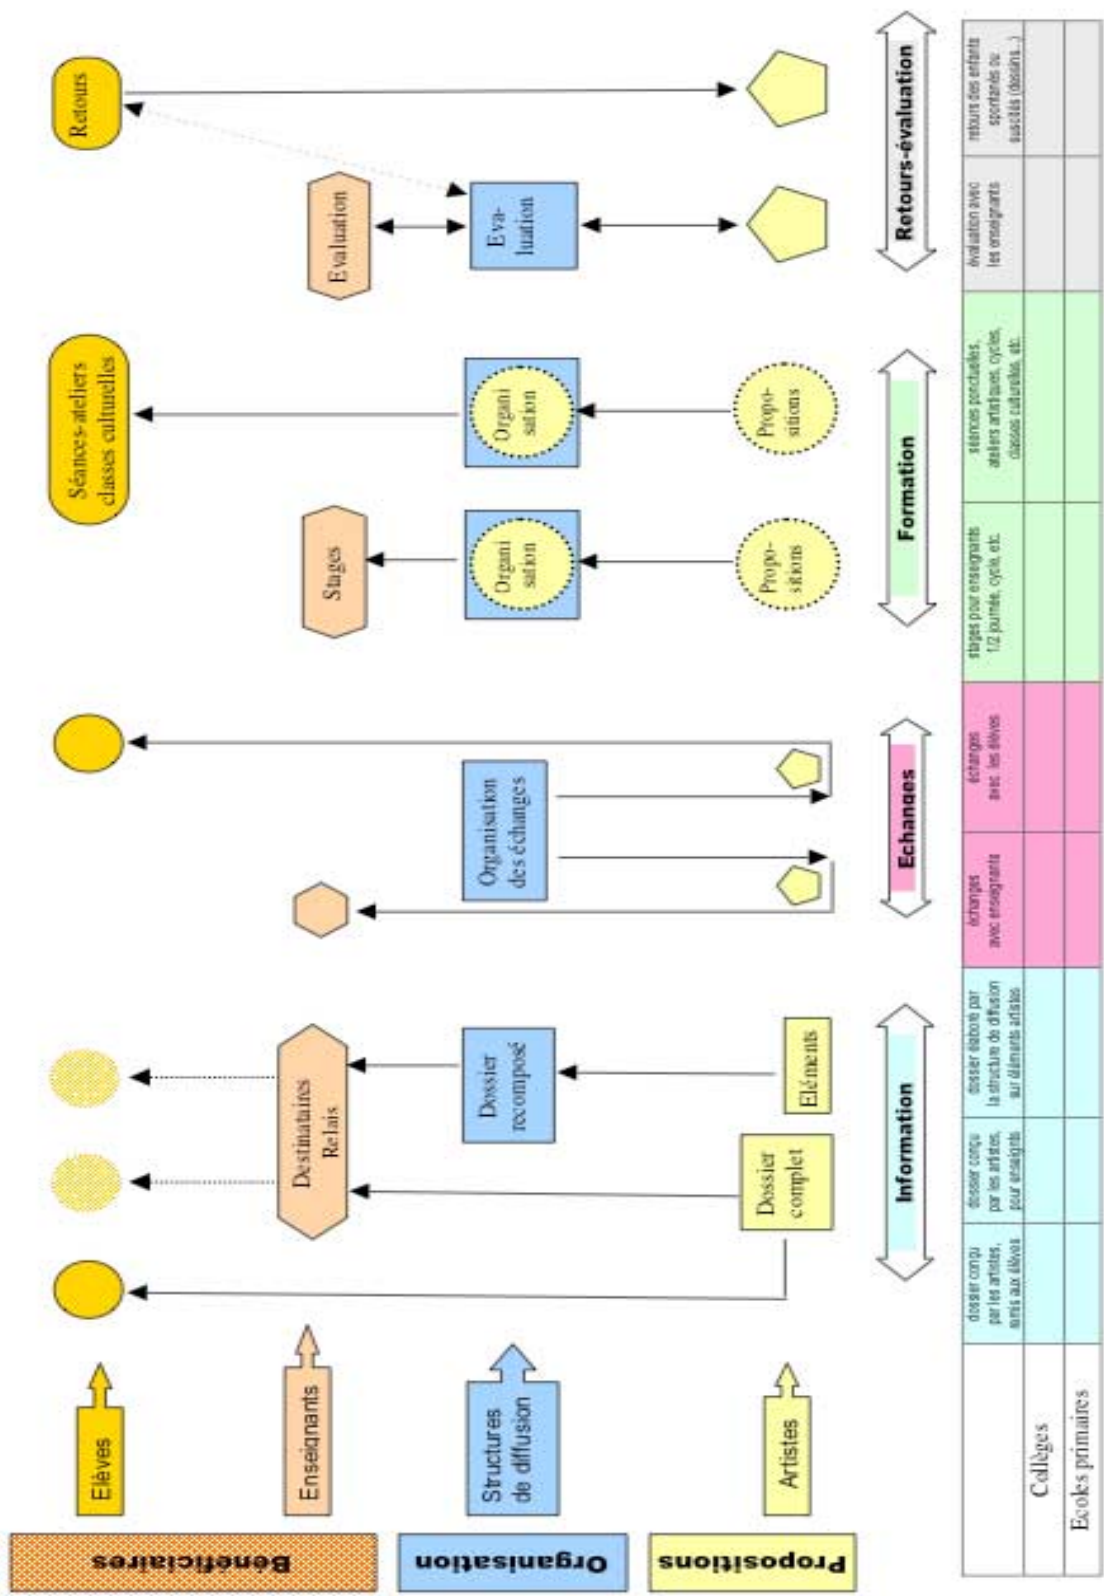 Bénéficiaires
Elèves
Retours
Séances-ateliers
classes culturelles
Enseignants
Destinataires
Relais
Stages
Evaluation
Organisation
Structures
de diffusion
Dossier
recomposé
Organisation
des échanges
Organi
sation
Organi
sation
Eva-
luation
Propositions
Artistes
Dossier
complet
Eléments
Propo-
sitions
Propo-
sitions
Information
Echanges
Formation
Retours-évaluation
dossier conçu
par les artistes,
remis aux élèves
dossier conçu
par les artistes,
pour enseignts
dossier élaboré par
la structure de diffusion
sur éléments artistes
échanges
avec enseignants
échanges
avec les élèves
stages pour enseignants
1/2 journée, cycle, etc.
séances ponctuelles,
ateliers artistiques, cycles,
classes culturelles, etc.
évaluation avec
les enseignants
retours des enfants
spontanés ou
suscités (dessins...)
Collèges
Ecoles primaires